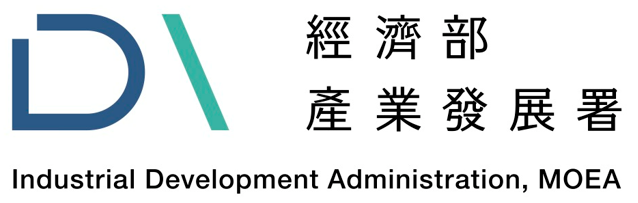 經濟部
產業發展署
Industrial Development Administration, MOEA